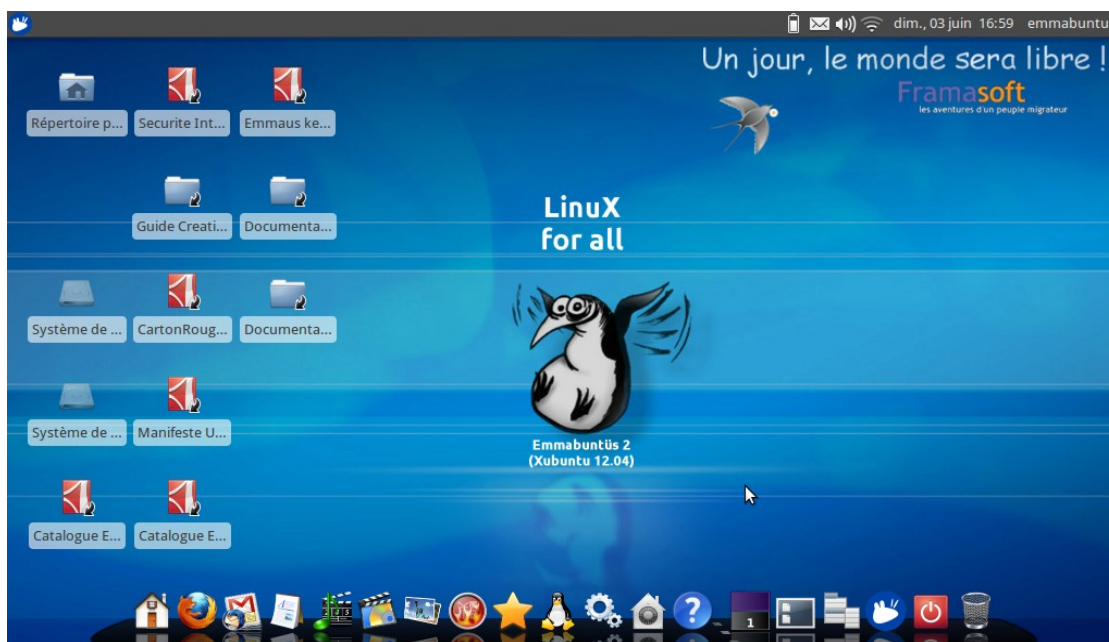 dim., 03 juin 16:59 emmabuntu
Un jour, le monde sera libre !
Framasoft
les aventures d'un peuple migrateur
Répertoire p... Securite Int... Emmaus ke...
Guide Creati... Documenta...
LinuX
for all
Système de ... CartonRoug... Documenta...
Système de ... Manifeste U...
Emmabuntüs 2
(Xubuntu 12.04)
Catalogue E... Catalogue E...
1